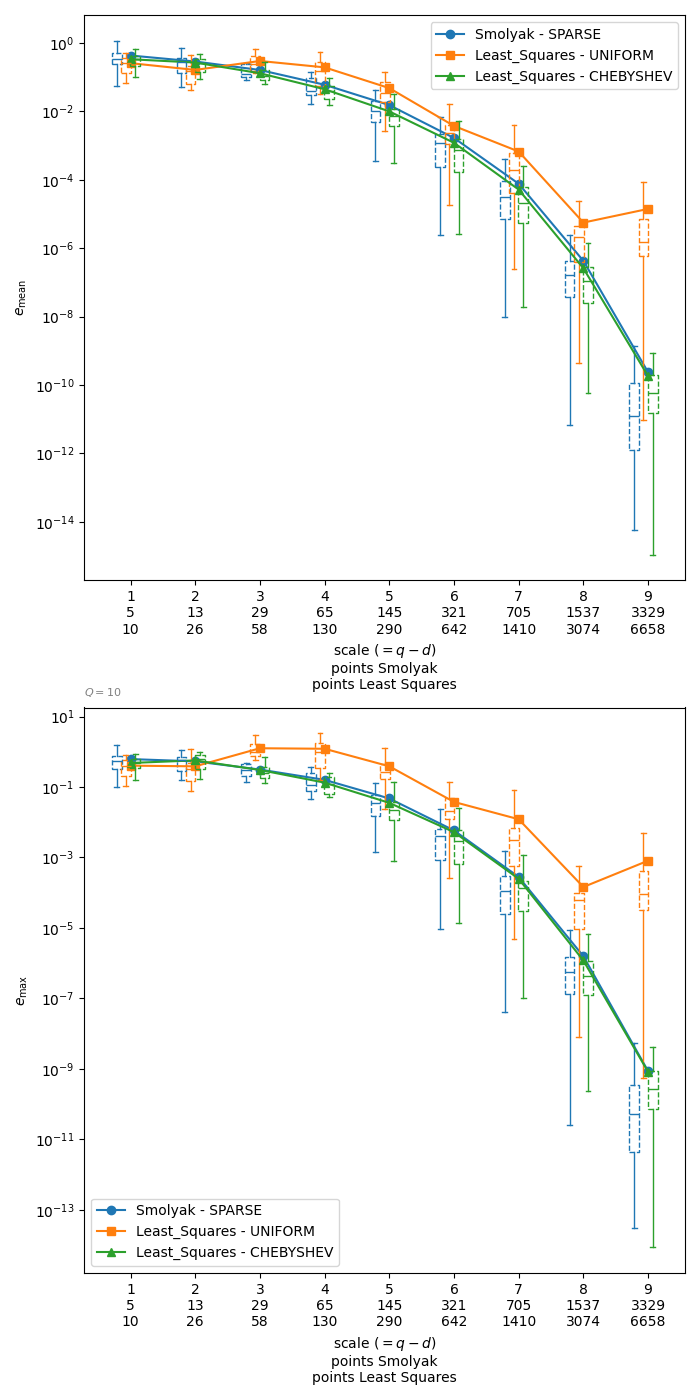 Smolyak - SPARSE
Least_Squares - UNIFORM
Least_Squares - CHEBYSHEV
10⁰
10⁻²
10⁻⁴
10⁻⁶
10⁻⁸
10⁻¹⁰
10⁻¹²
10⁻¹⁴
e_mean
1 2 3 4 5 6 7 8 9
5 13 29 65 145 321 705 1537 3329
10 26 58 130 290 642 1410 3074 6658
scale (= q − d)
points Smolyak
points Least Squares
Q = 10
10¹
10⁻¹
10⁻³
10⁻⁵
10⁻⁷
10⁻⁹
10⁻¹¹
10⁻¹³
e_max
Smolyak - SPARSE
Least_Squares - UNIFORM
Least_Squares - CHEBYSHEV
1 2 3 4 5 6 7 8 9
5 13 29 65 145 321 705 1537 3329
10 26 58 130 290 642 1410 3074 6658
scale (= q − d)
points Smolyak
points Least Squares